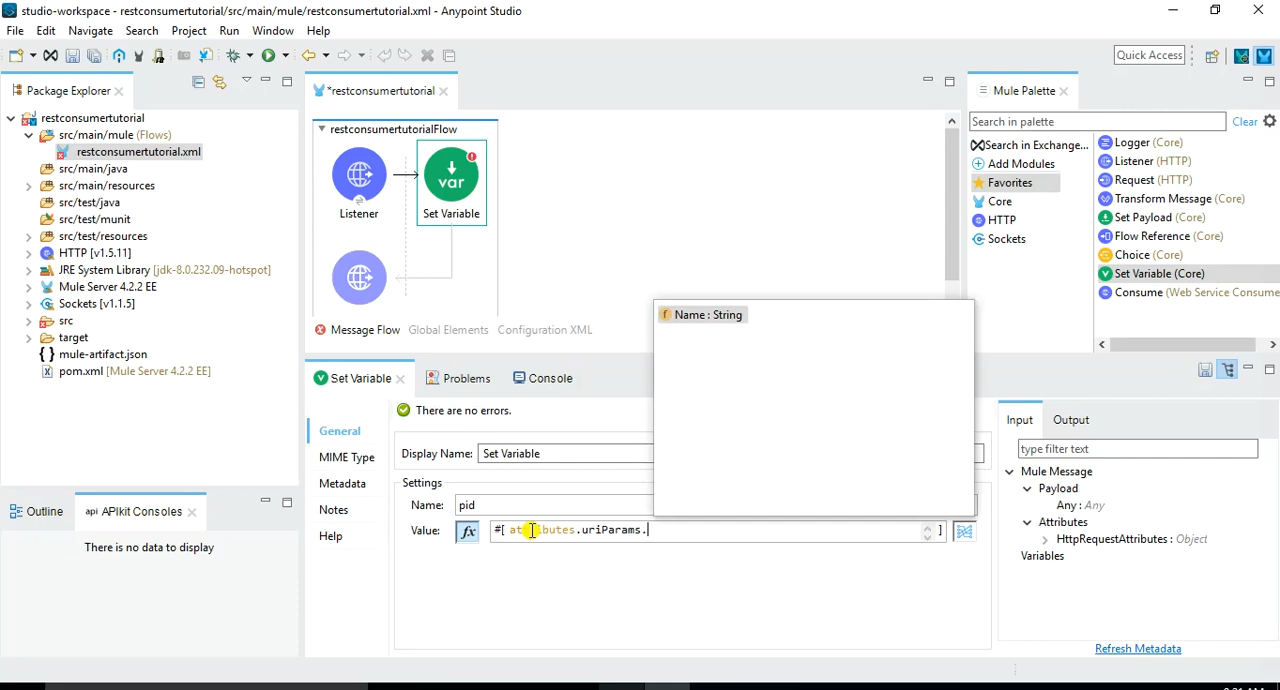 studio-workspace - restconsumertutorial/src/main/mule/restconsumertutorial.xml - Anypoint Studio
File Edit Navigate Search Project Run Window Help
Quick Access
Package Explorer
restconsumertutorial
src/main/mule (Flows)
restconsumertutorial.xml
src/main/java
src/main/resources
src/test/java
src/test/munit
src/test/resources
HTTP [v1.5.11]
JRE System Library [jdk-8.0.232.09-hotspot]
Mule Server 4.2.2 EE
Sockets [v1.1.5]
src
target
mule-artifact.json
pom.xml [Mule Server 4.2.2 EE]
Outline
api APIkit Consoles
There is no data to display
*restconsumertutorial
restconsumertutorialFlow
var
Listener
Set Variable
Message Flow Global Elements Configuration XML
Name : String
Set Variable Problems Console
There are no errors.
General
MIME Type
Metadata
Notes
Help
Display Name: Set Variable
Settings
Name: pid
Value: fx #[ attributes.uriParams. ]
Mule Palette
Search in palette Clear
Search in Exchange...
Add Modules
Favorites
Core
HTTP
Sockets
Logger (Core)
Listener (HTTP)
Request (HTTP)
Transform Message (Core)
Set Payload (Core)
Flow Reference (Core)
Choice (Core)
Set Variable (Core)
Consume (Web Service Consume
Input Output
type filter text
Mule Message
Payload
Any : Any
Attributes
HttpRequestAttributes : Object
Variables
Refresh Metadata